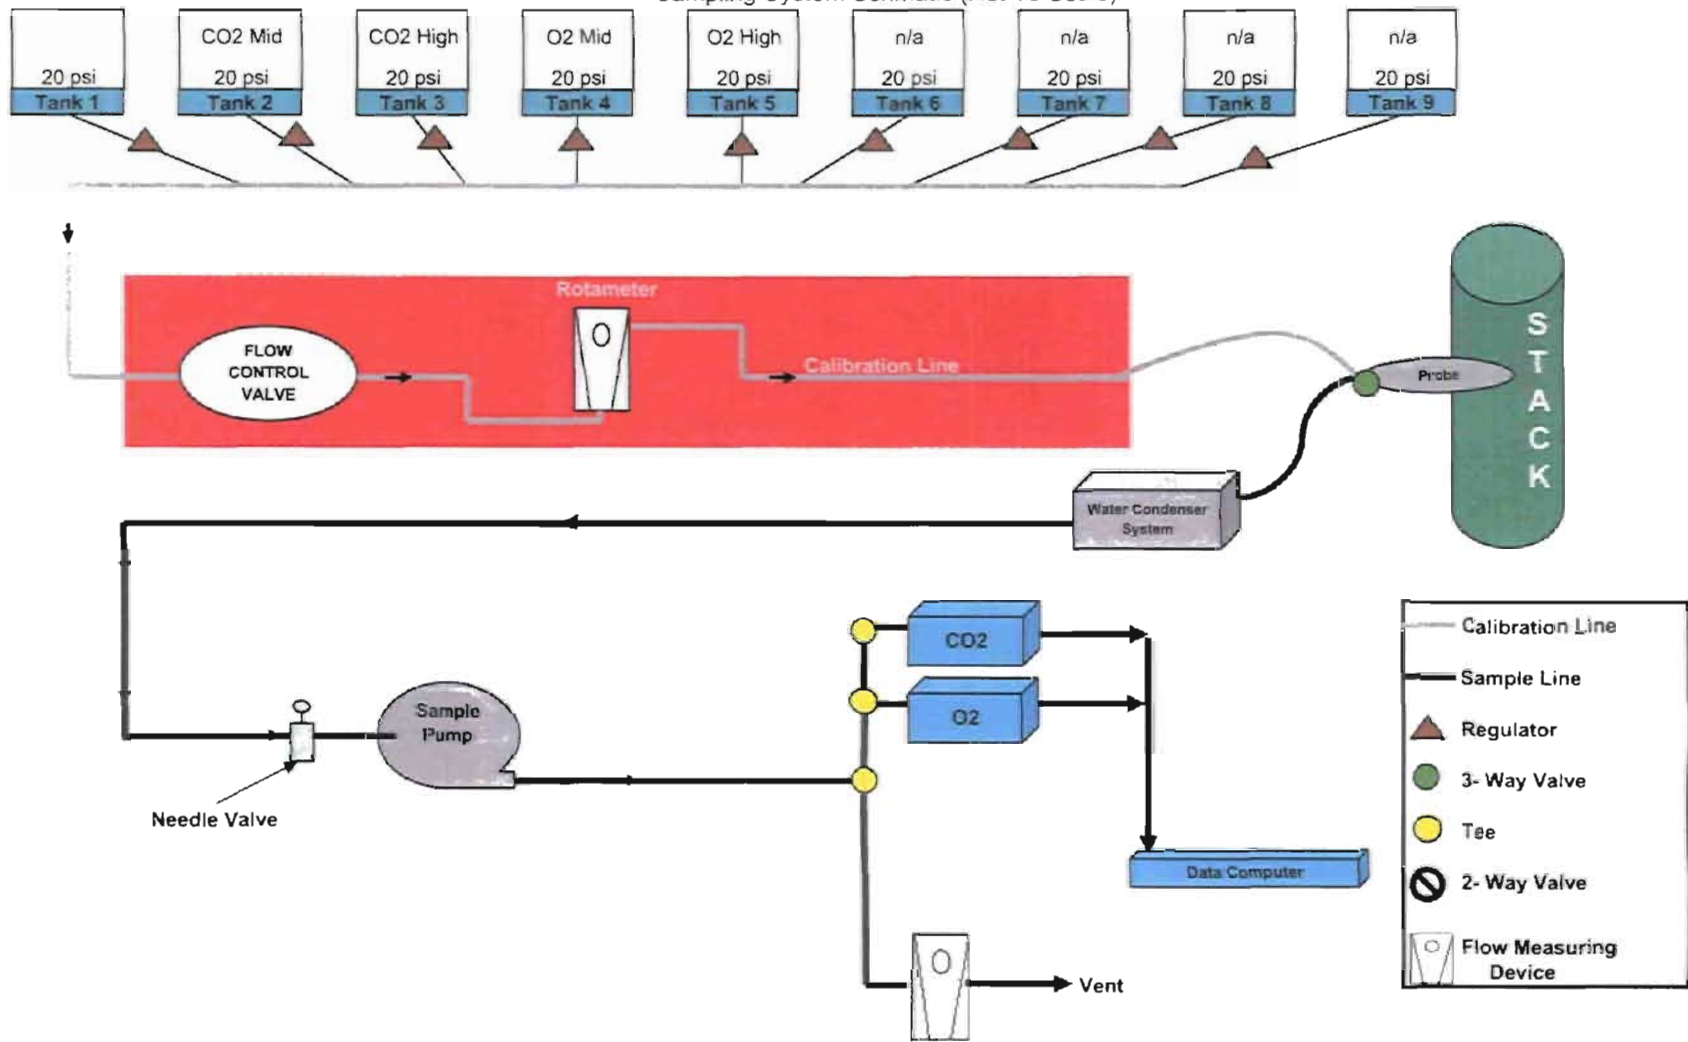 CO2 Mid
CO2 High
O2 Mid
O2 High
n/a
n/a
n/a
n/a
20 psi
20 psi
20 psi
20 psi
20 psi
20 psi
20 psi
20 psi
20 psi
Tank 1
Tank 2
Tank 3
Tank 4
Tank 5
Tank 6
Tank 7
Tank 8
Tank 9
Rotameter
FLOW
CONTROL
VALVE
Calibration Line
Probe
STACK
Water Condenser
System
Sample
Pump
Needle Valve
CO2
O2
Data Computer
Vent
Calibration Line
Sample Line
Regulator
3- Way Valve
Tee
2- Way Valve
Flow Measuring
Device